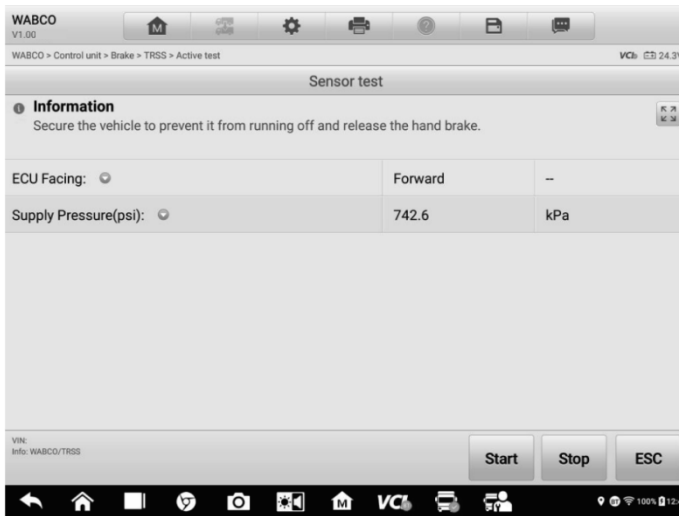 WABCO
V1.00
M
WABCO > Control unit > Brake > TRSS > Active test
VCI 24.3V
Sensor test
Information
Secure the vehicle to prevent it from running off and release the hand brake.
ECU Facing: Forward --
Supply Pressure(psi): 742.6 kPa
VIN:
Info: WABCO/TRSS
Start Stop ESC
M VCI 100%